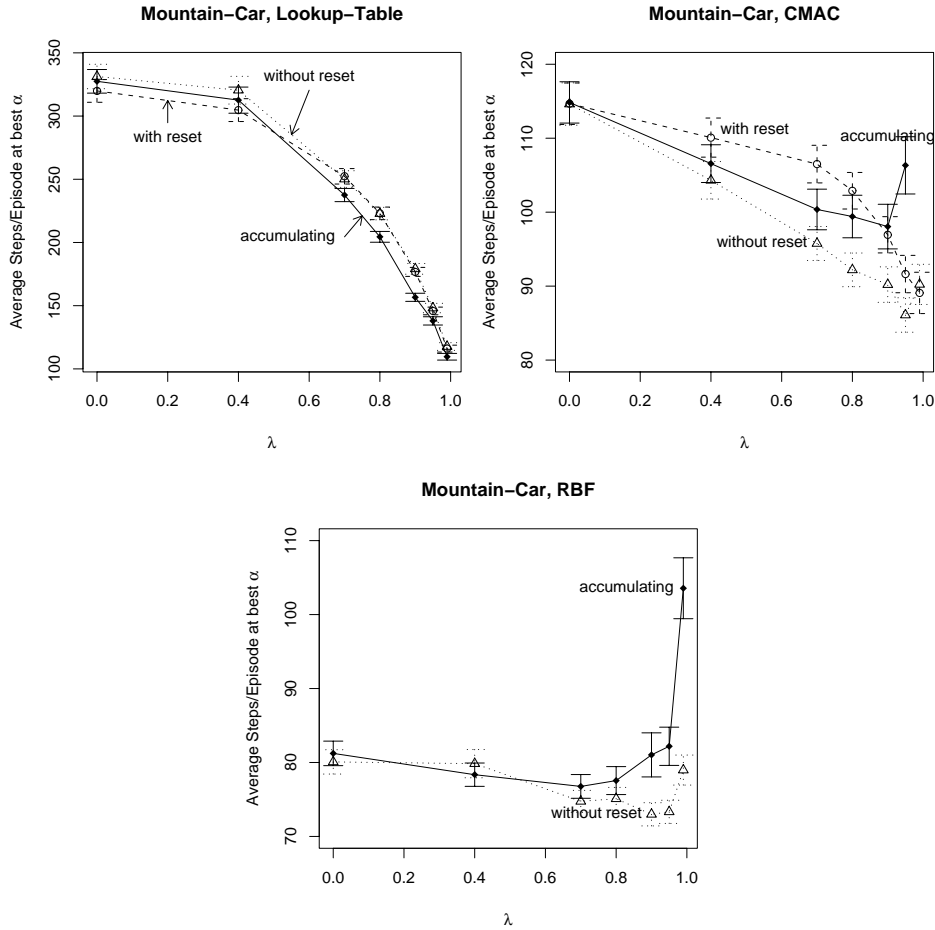 Mountain−Car, Lookup−Table
Average Steps/Episode at best α
350
300
250
200
150
100
without reset
with reset
accumulating
0.0 0.2 0.4 0.6 0.8 1.0
λ
Mountain−Car, CMAC
Average Steps/Episode at best α
120
110
100
90
80
with reset
accumulating
without reset
0.0 0.2 0.4 0.6 0.8 1.0
λ
Mountain−Car, RBF
Average Steps/Episode at best α
110
100
90
80
70
accumulating
without reset
0.0 0.2 0.4 0.6 0.8 1.0
λ